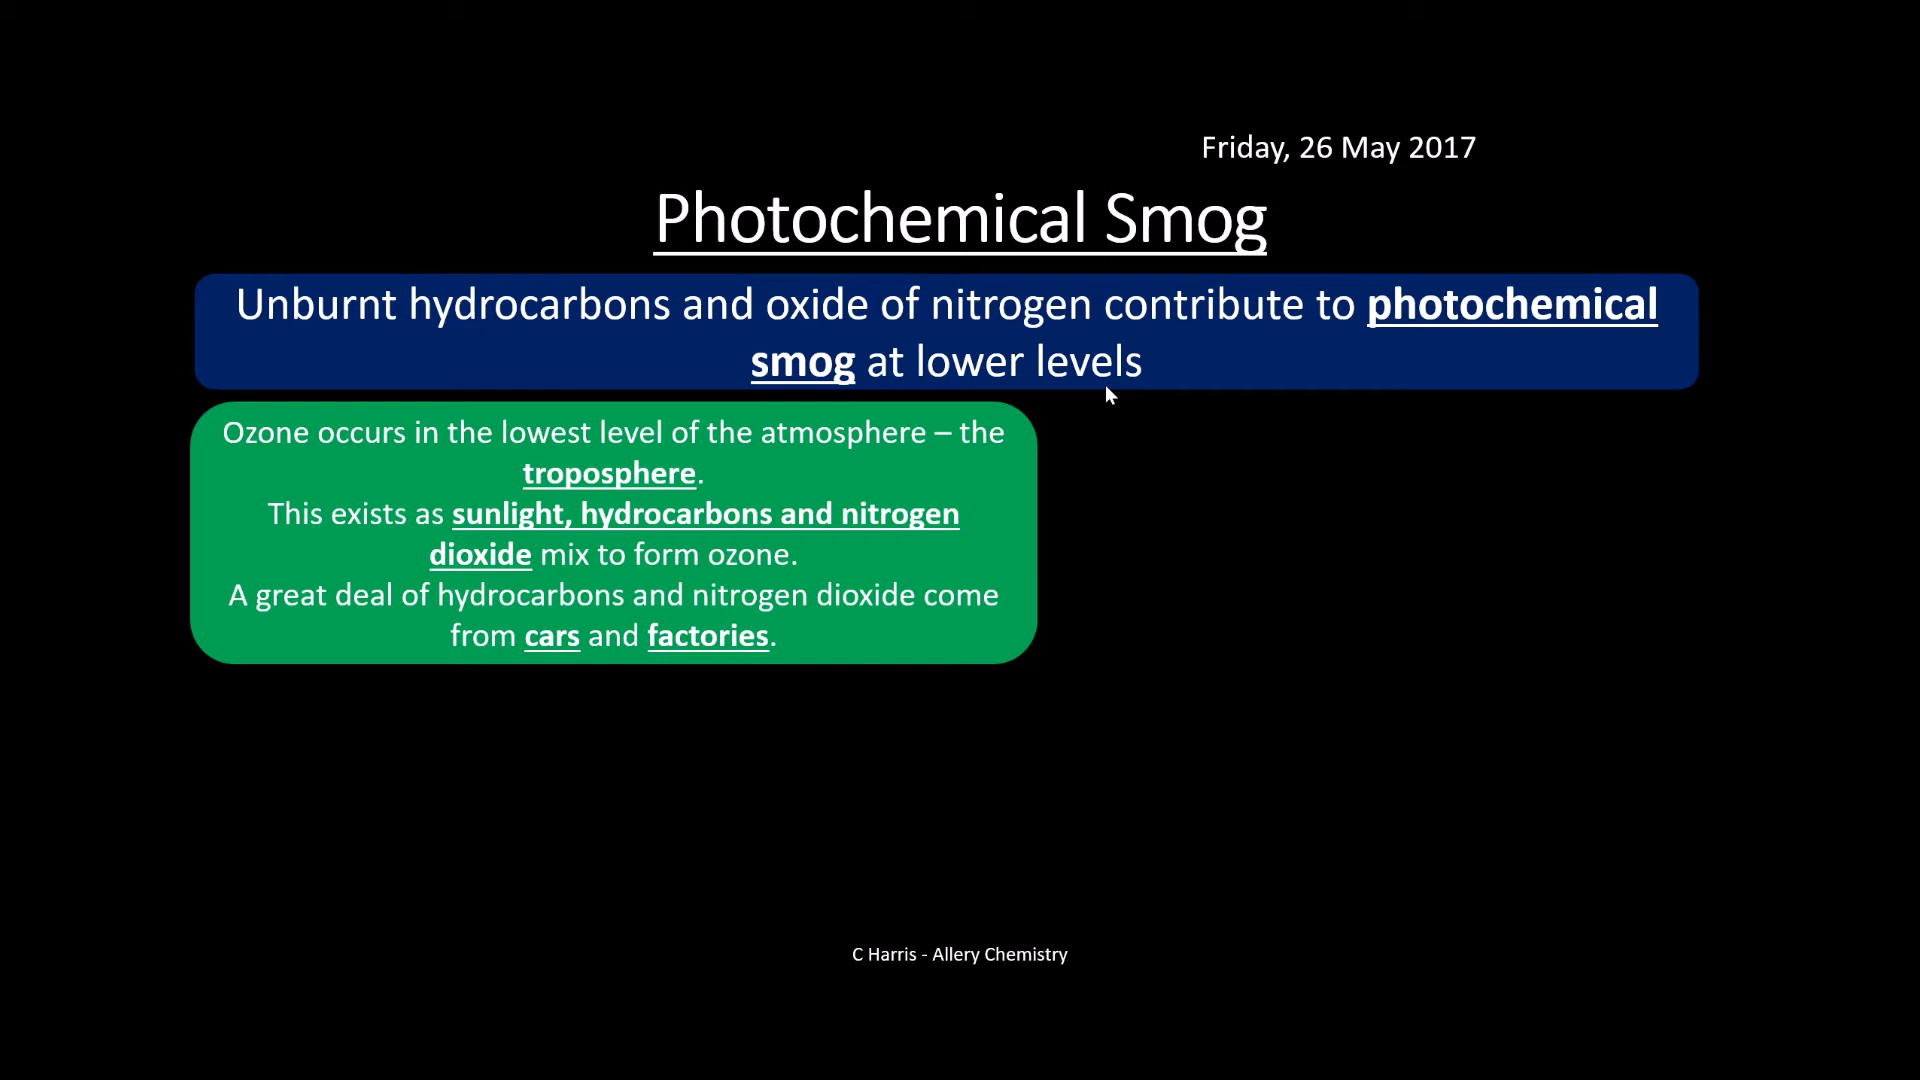 Friday, 26 May 2017
Photochemical Smog
Unburnt hydrocarbons and oxide of nitrogen contribute to photochemical
smog at lower levels
Ozone occurs in the lowest level of the atmosphere – the
troposphere.
This exists as sunlight, hydrocarbons and nitrogen
dioxide mix to form ozone.
A great deal of hydrocarbons and nitrogen dioxide come
from cars and factories.
C Harris - Allery Chemistry